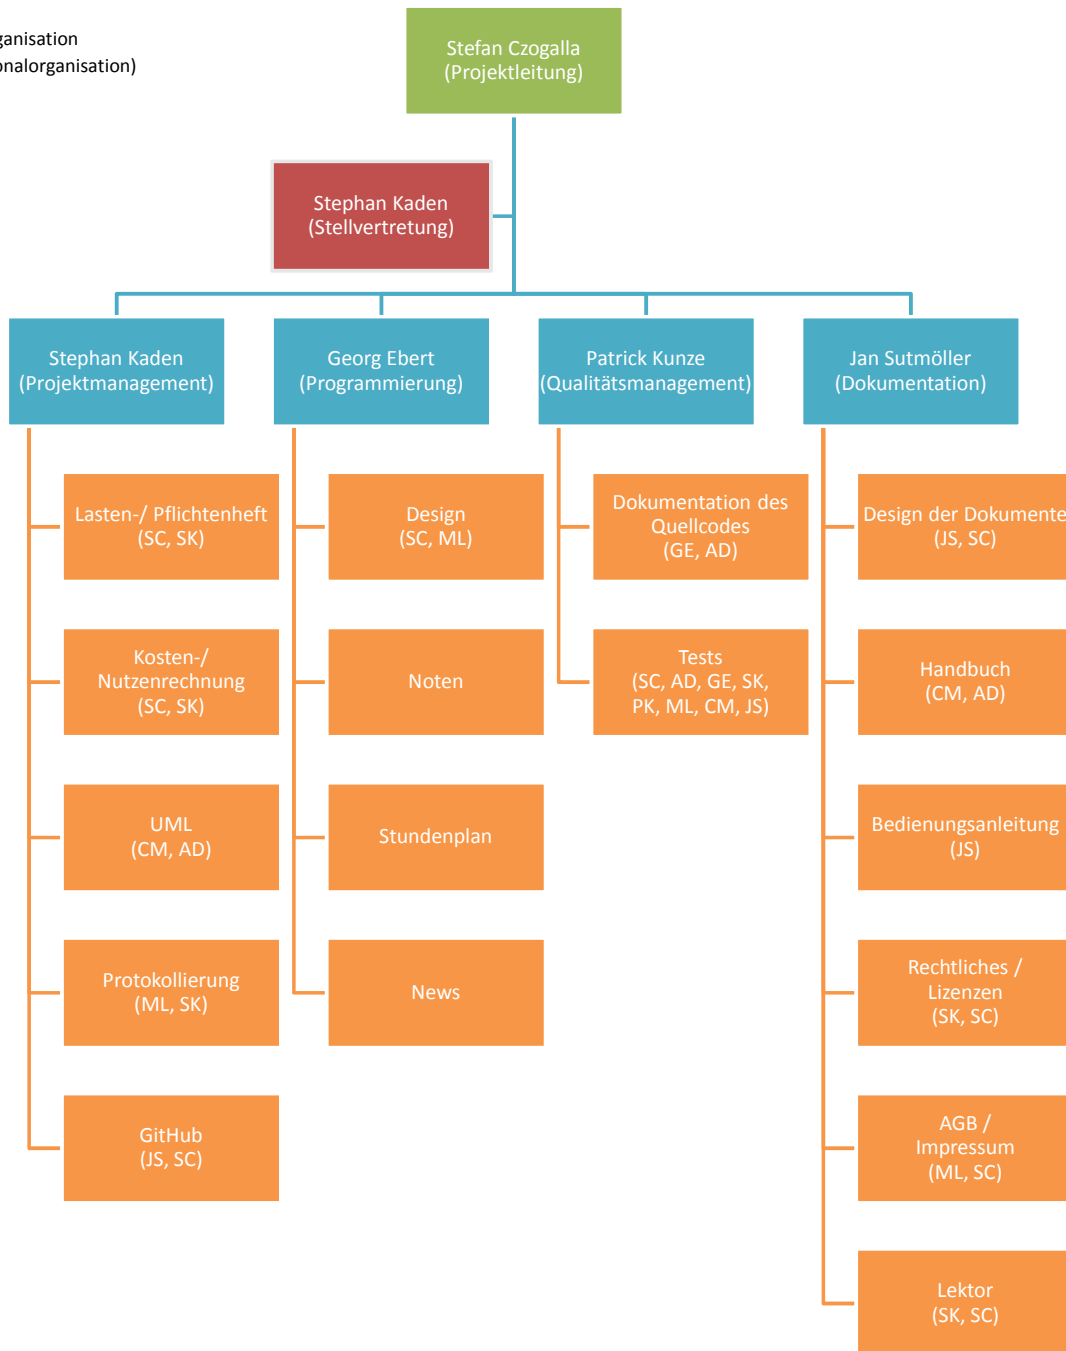 ganisation
onalorganisation)
Stefan Czogalla
(Projektleitung)
Stephan Kaden
(Stellvertretung)
Stephan Kaden
(Projektmanagement)
Georg Ebert
(Programmierung)
Patrick Kunze
(Qualitätsmanagement)
Jan Sutmöller
(Dokumentation)
Lasten-/ Pflichtenheft
(SC, SK)
Kosten-/
Nutzenrechnung
(SC, SK)
UML
(CM, AD)
Protokollierung
(ML, SK)
GitHub
(JS, SC)
Design
(SC, ML)
Noten
Stundenplan
News
Dokumentation des
Quellcodes
(GE, AD)
Tests
(SC, AD, GE, SK,
PK, ML, CM, JS)
Design der Dokumente
(JS, SC)
Handbuch
(CM, AD)
Bedienungsanleitung
(JS)
Rechtliches /
Lizenzen
(SK, SC)
AGB /
Impressum
(ML, SC)
Lektor
(SK, SC)